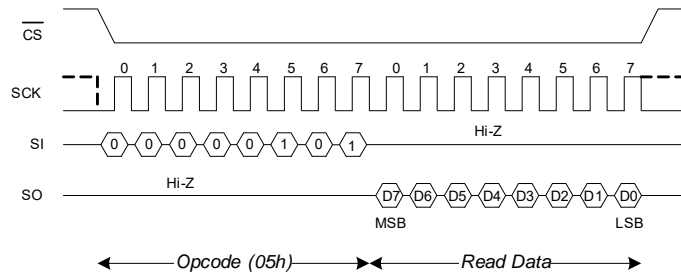 CS
0 1 2 3 4 5 6 7 0 1 2 3 4 5 6 7
SCK
Hi-Z
SI 0 0 0 0 0 1 0 1
Hi-Z
SO D7 D6 D5 D4 D3 D2 D1 D0
MSB LSB
Opcode (05h) Read Data